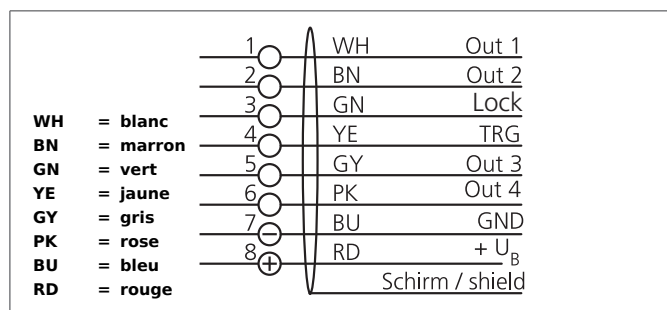 1 WH Out 1
2 BN Out 2
3 GN Lock
4 YE TRG
5 GY Out 3
6 PK Out 4
7 BU GND
8 RD + UB
Schirm / shield
WH = blanc
BN = marron
GN = vert
YE = jaune
GY = gris
PK = rose
BU = bleu
RD = rouge